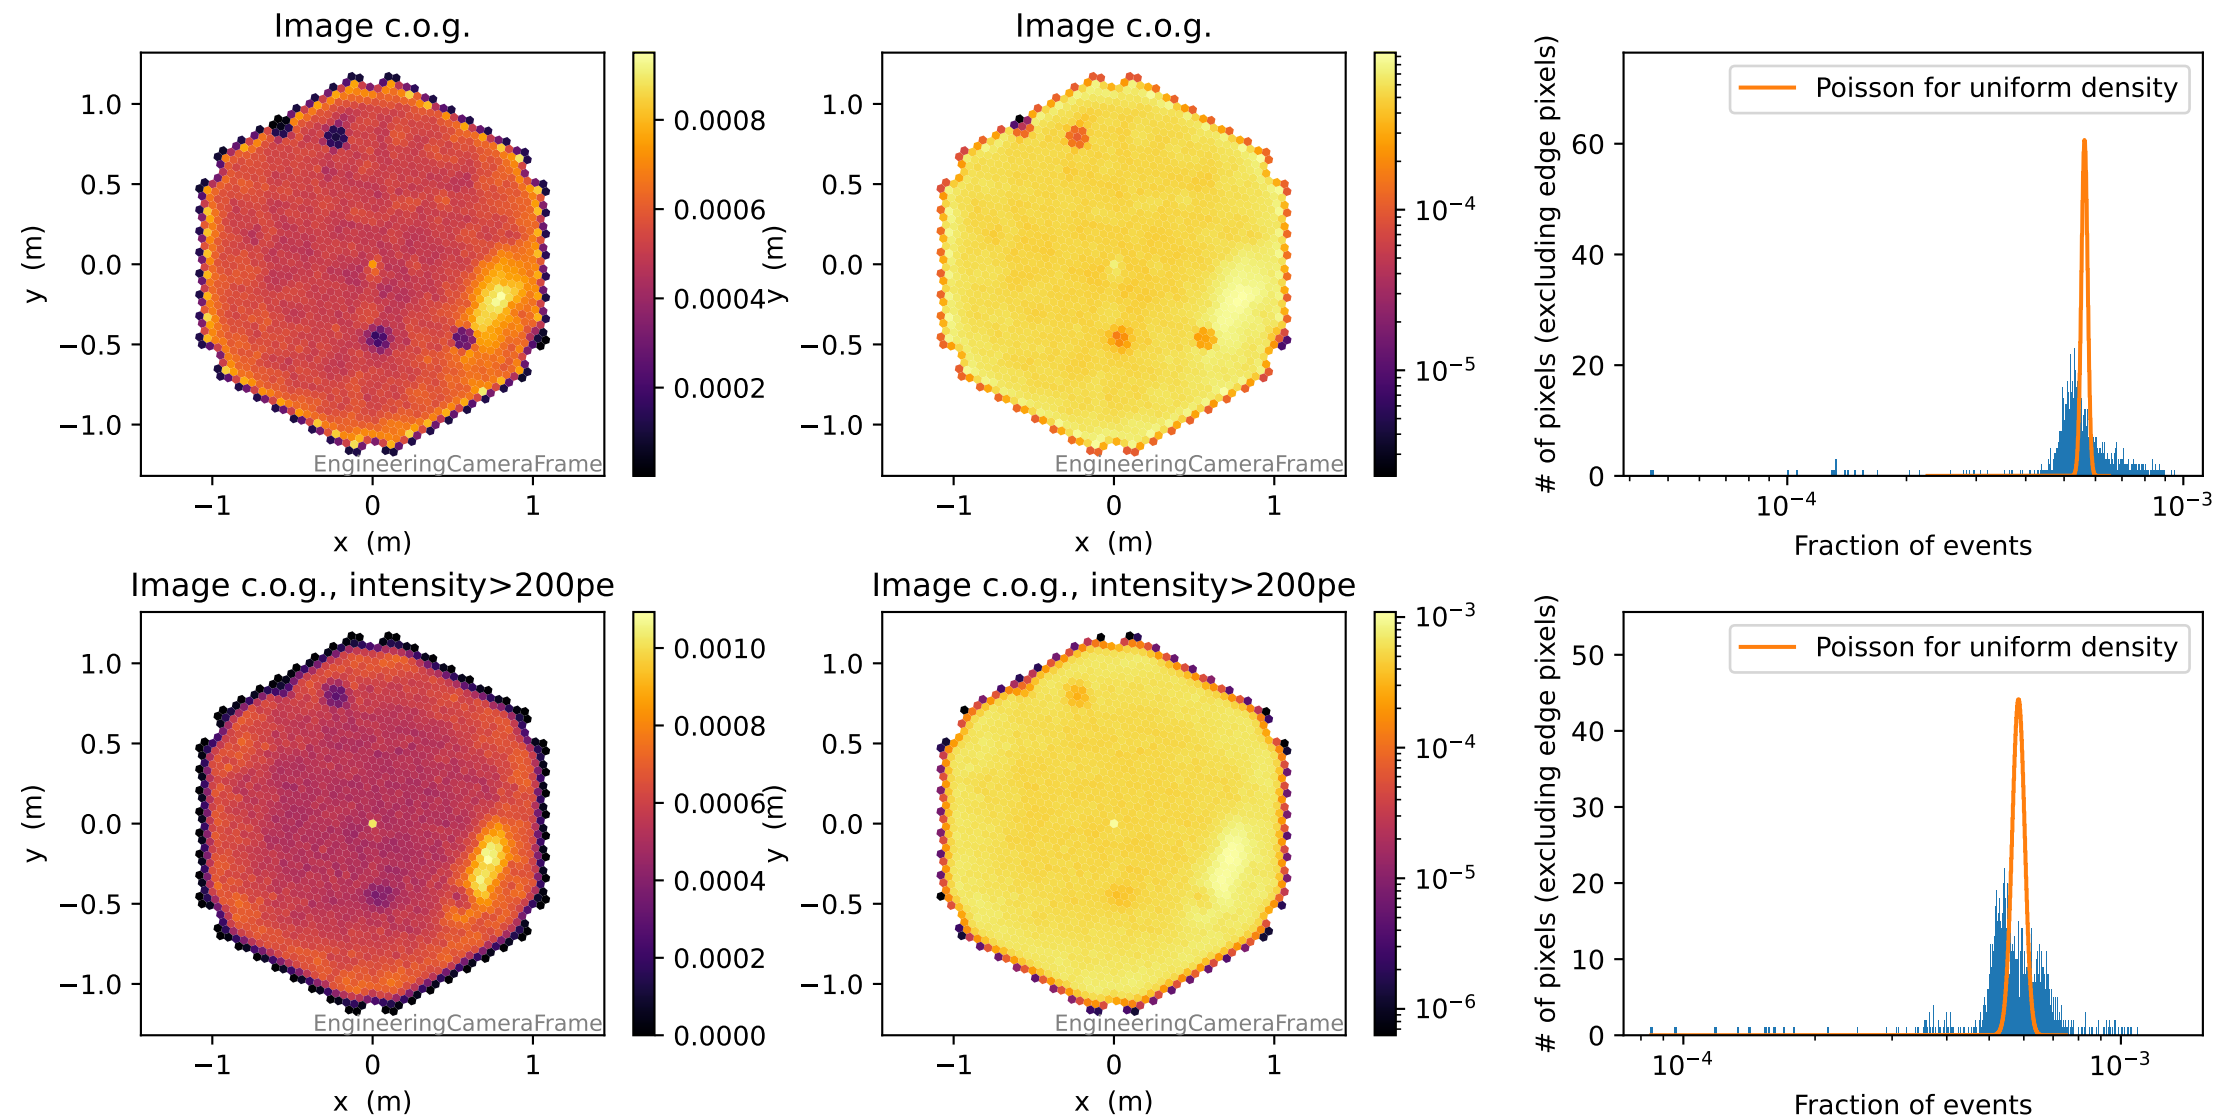 Image c.o.g.
1.0
0.5
0.0
−0.5
−1.0
y (m)
−1
0
1
x (m)
EngineeringCameraFrame
0.0008
0.0006
0.0004
0.0002
Image c.o.g.
1.0
0.5
0.0
−0.5
−1.0
y (m)
−1
0
1
x (m)
EngineeringCameraFrame
10⁻⁴
10⁻⁵
# of pixels (excluding edge pixels)
60
40
20
0
Poisson for uniform density
10⁻⁴
10⁻³
Fraction of events
Image c.o.g., intensity>200pe
1.0
0.5
0.0
−0.5
−1.0
y (m)
−1
0
1
x (m)
EngineeringCameraFrame
0.0010
0.0008
0.0006
0.0004
0.0002
0.0000
Image c.o.g., intensity>200pe
1.0
0.5
0.0
−0.5
−1.0
y (m)
−1
0
1
x (m)
EngineeringCameraFrame
10⁻³
10⁻⁴
10⁻⁵
10⁻⁶
# of pixels (excluding edge pixels)
50
40
30
20
10
0
Poisson for uniform density
10⁻⁴
10⁻³
Fraction of events